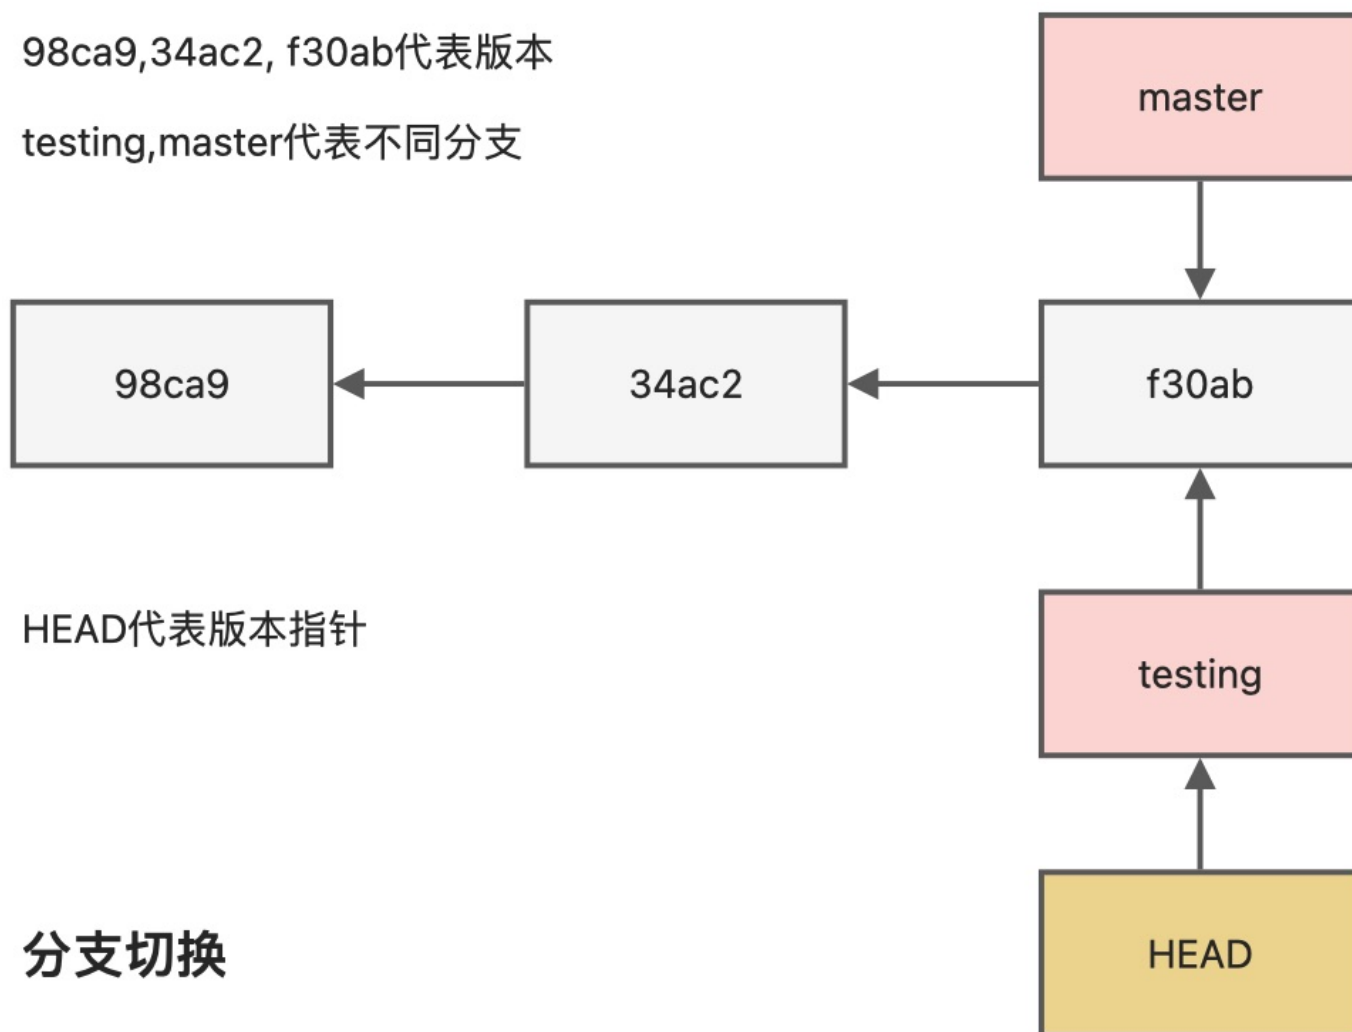 98ca9,34ac2, f30ab代表版本
master
testing,master代表不同分支
98ca9
34ac2
f30ab
HEAD代表版本指针
testing
分支切换
HEAD